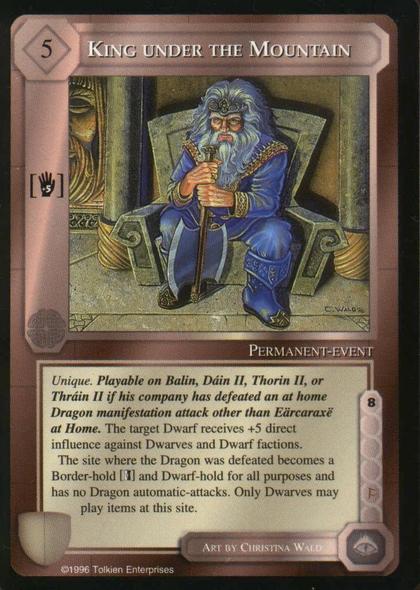 5
KING UNDER THE MOUNTAIN
[-5]
C. WALD
PERMANENT-EVENT
Unique. Playable on Balin, Dáin II, Thorin II, or
Thráin II if his company has defeated an at home
Dragon manifestation attack other than Eärcaraxë
at Home. The target Dwarf receives +5 direct
influence against Dwarves and Dwarf factions.
The site where the Dragon was defeated becomes a
Border-hold [] and Dwarf-hold for all purposes and
has no Dragon automatic-attacks. Only Dwarves may
play items at this site.
8
F
ART BY CHRISTINA WALD
©1996 Tolkien Enterprises